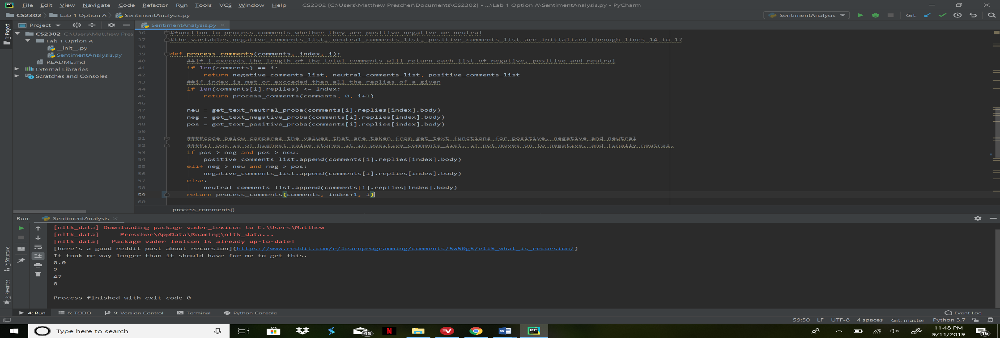 File Edit View Navigate Code Refactor Run Tools VCS Window Help CS2302 [C:\Users\Matthew Prescher\Documents\CS2302] - ...\Lab 1 Option A\SentimentAnalysis.py - PyCharm
CS2302 Lab 1 Option A SentimentAnalysis.py SentimentAnalysis Git:
1: Project
Project SentimentAnalysis.py
CS2302 C:\Users\Matthew Pres
Lab 1 Option A
__init__.py
SentimentAnalysis.py
README.md
External Libraries
Scratches and Consoles
36 #function to process comments whether they are positive negative or neutral
37 #the variables negative_comments_list, neutral_comments_list, positive_comments_list are initialized through lines 14 to 17
38
39 def process_comments(comments, index, i):
40 ##if i excceds the length of the total comments will return each list of negative, positive and neutral
41 if len(comments) == i:
42 return negative_comments_list, neutral_comments_list, positive_comments_list
43 ##if index is met or excceded then all the replies of a given
44 if len(comments[i].replies) <= index:
45 return process_comments(comments, 0, i+1)
46
47 neu = get_text_neutral_proba(comments[i].replies[index].body)
48 neg = get_text_negative_proba(comments[i].replies[index].body)
49 pos = get_text_positive_proba(comments[i].replies[index].body)
50
51 ####code below compares the values that are taken from get_text functions for positive, negative and neutral
52 ####if pos is of highest value stores it in positive_comments_list, if not moves on to negative, and finally neutral.
53 if pos > neg and pos > neu:
54 positive_comments_list.append(comments[i].replies[index].body)
55 elif neg > neu and neg > pos:
56 negative_comments_list.append(comments[i].replies[index].body)
57 else:
58 neutral_comments_list.append(comments[i].replies[index].body)
59 return process_comments(comments, index+1, i)
60
process_comments()
Run: SentimentAnalysis
[nltk_data] Downloading package vader_lexicon to C:\Users\Matthew
[nltk_data] Prescher\AppData\Roaming\nltk_data...
[nltk_data] Package vader_lexicon is already up-to-date!
[here's a good reddit post about recursion](https://www.reddit.com/r/learnprogramming/comments/5w50g5/eli5_what_is_recursion/)
It took me way longer than it should have for me to get this.
0.0
2
47
8
Process finished with exit code 0
7: Structure
2: Favorites
4: Run 6: TODO 9: Version Control Terminal Python Console Event Log
59:50 LF UTF-8 4 spaces Git: master Python 3.7
Type here to search 45 N V W PC 11:48 PM
9/11/2019 16